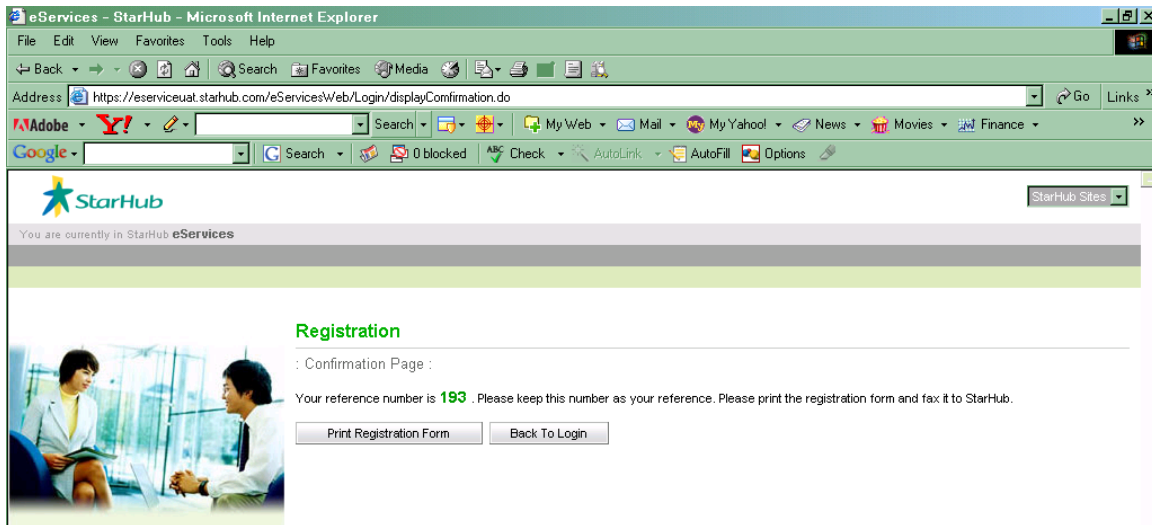 eServices - StarHub - Microsoft Internet Explorer
File Edit View Favorites Tools Help
Back Search Favorites Media
Address https://eserviceuat.starhub.com/eServicesWeb/Login/displayComfirmation.do Go Links »
Adobe Y! Search My Web Mail My Yahoo! News Movies Finance »
Google Search 0 blocked ABC Check AutoLink AutoFill Options
StarHub StarHub Sites
You are currently in StarHub eServices
Registration
: Confirmation Page :
Your reference number is 193 . Please keep this number as your reference. Please print the registration form and fax it to StarHub.
Print Registration Form Back To Login